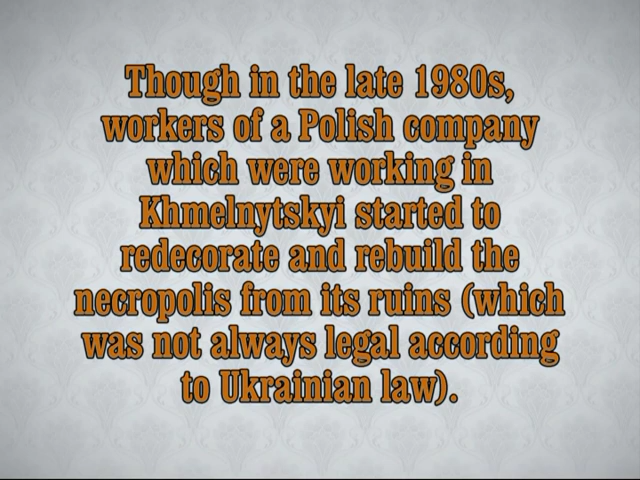 Though in the late 1980s,
workers of a Polish company
which were working in
Khmelnytskyi started to
redecorate and rebuild the
necropolis from its ruins (which
was not always legal according
to Ukrainian law).